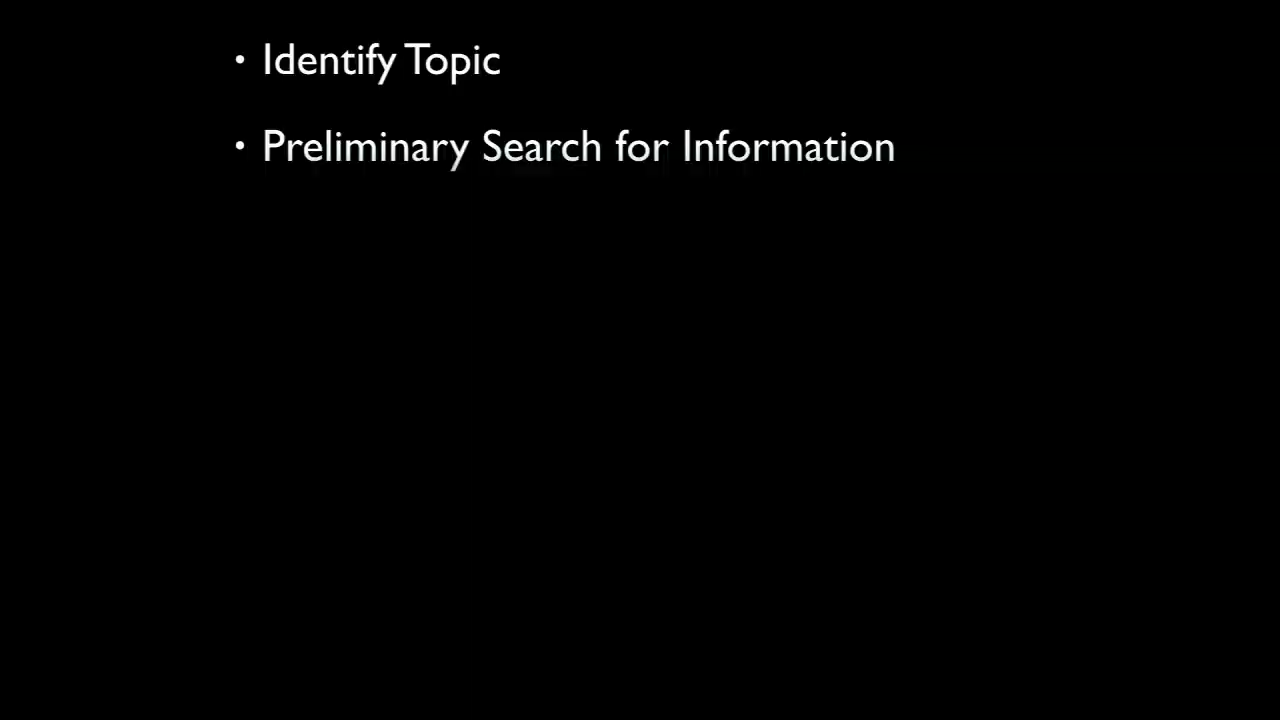 • Identify Topic
• Preliminary Search for Information